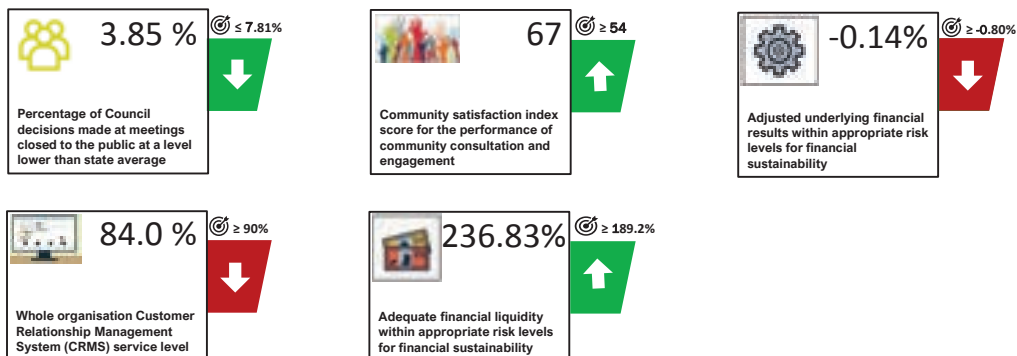 3.85 %
≤ 7.81%
Percentage of Council
decisions made at meetings
closed to the public at a level
lower than state average
67
≥ 54
Community satisfaction index
score for the performance of
community consultation and
engagement
-0.14%
≥ -0.80%
Adjusted underlying financial
results within appropriate risk
levels for financial
sustainability
84.0 %
≥ 90%
Whole organisation Customer
Relationship Management
System (CRMS) service level
236.83%
≥ 189.2%
Adequate financial liquidity
within appropriate risk levels
for financial sustainability